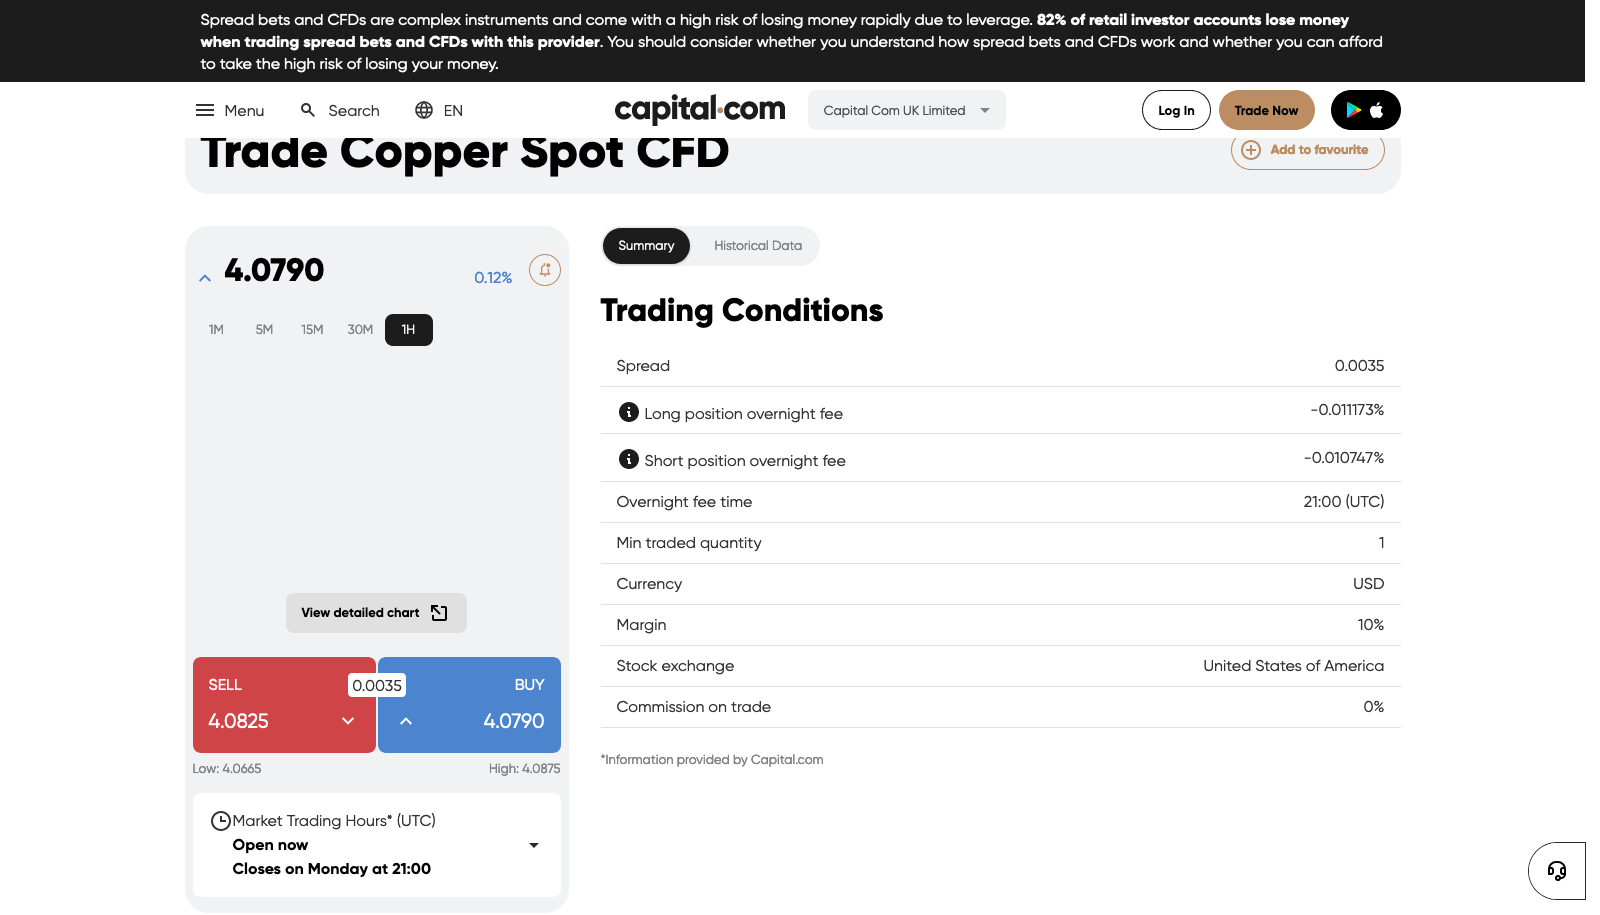 Spread bets and CFDs are complex instruments and come with a high risk of losing money rapidly due to leverage. 82% of retail investor accounts lose money
when trading spread bets and CFDs with this provider. You should consider whether you understand how spread bets and CFDs work and whether you can afford
to take the high risk of losing your money.
Menu Search EN capital.com Capital Com UK Limited Log In Trade Now
Trade Copper Spot CFD Add to favourite
4.0790 0.12%
1M 5M 15M 30M 1H
View detailed chart
SELL 0.0035 BUY
4.0825 4.0790
Low: 4.0665 High: 4.0875
Market Trading Hours* (UTC)
Open now
Closes on Monday at 21:00
Summary Historical Data
Trading Conditions
Spread 0.0035
Long position overnight fee -0.011173%
Short position overnight fee -0.010747%
Overnight fee time 21:00 (UTC)
Min traded quantity 1
Currency USD
Margin 10%
Stock exchange United States of America
Commission on trade 0%
*Information provided by Capital.com